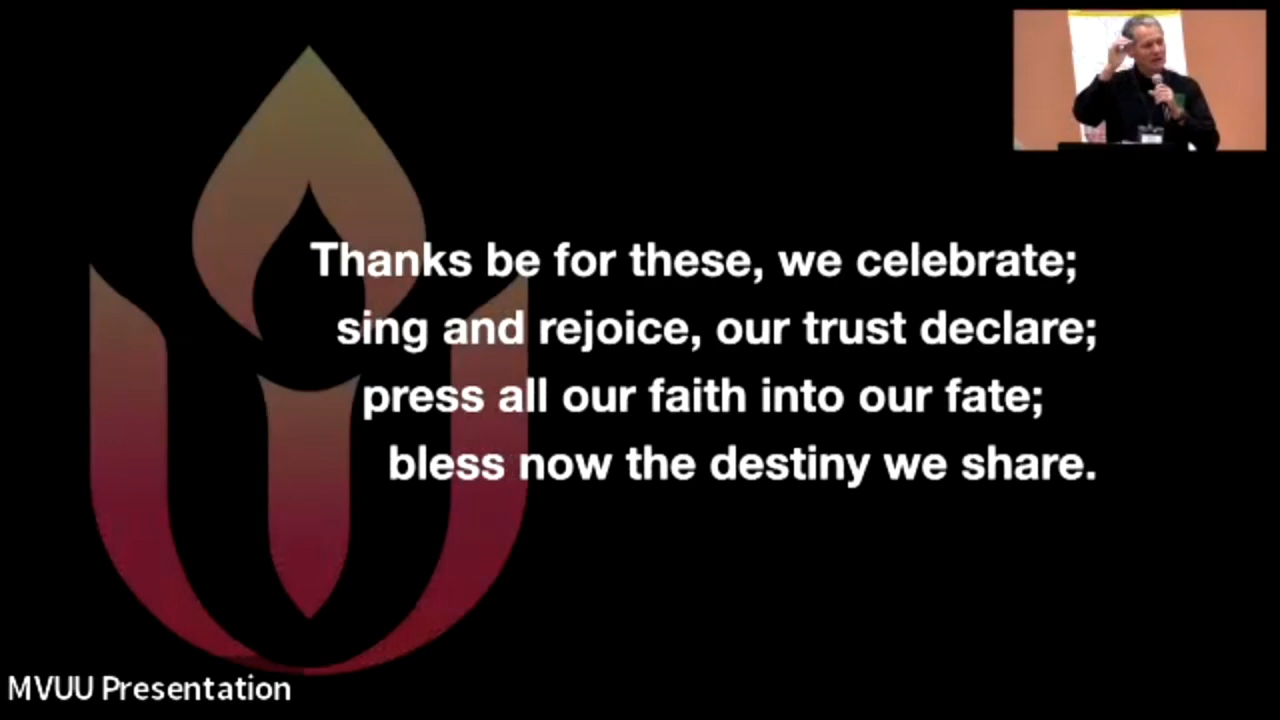 Thanks be for these, we celebrate;
sing and rejoice, our trust declare;
press all our faith into our fate;
bless now the destiny we share.
MVUU Presentation